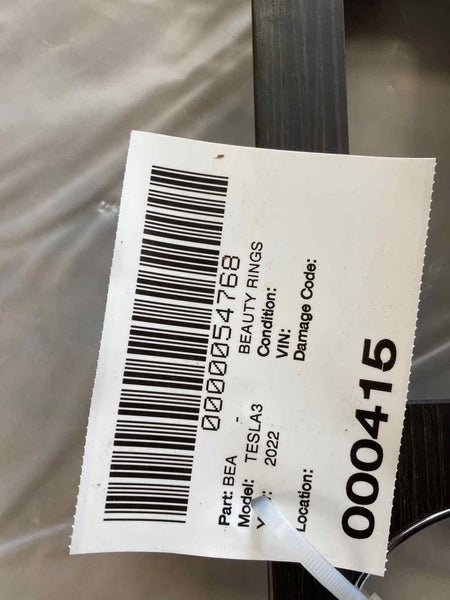 0000054768
Part: BEA - BEAUTY RINGS
Model: TESLA3 Condition:
2022 VIN:
Damage Code:
Location:
000415